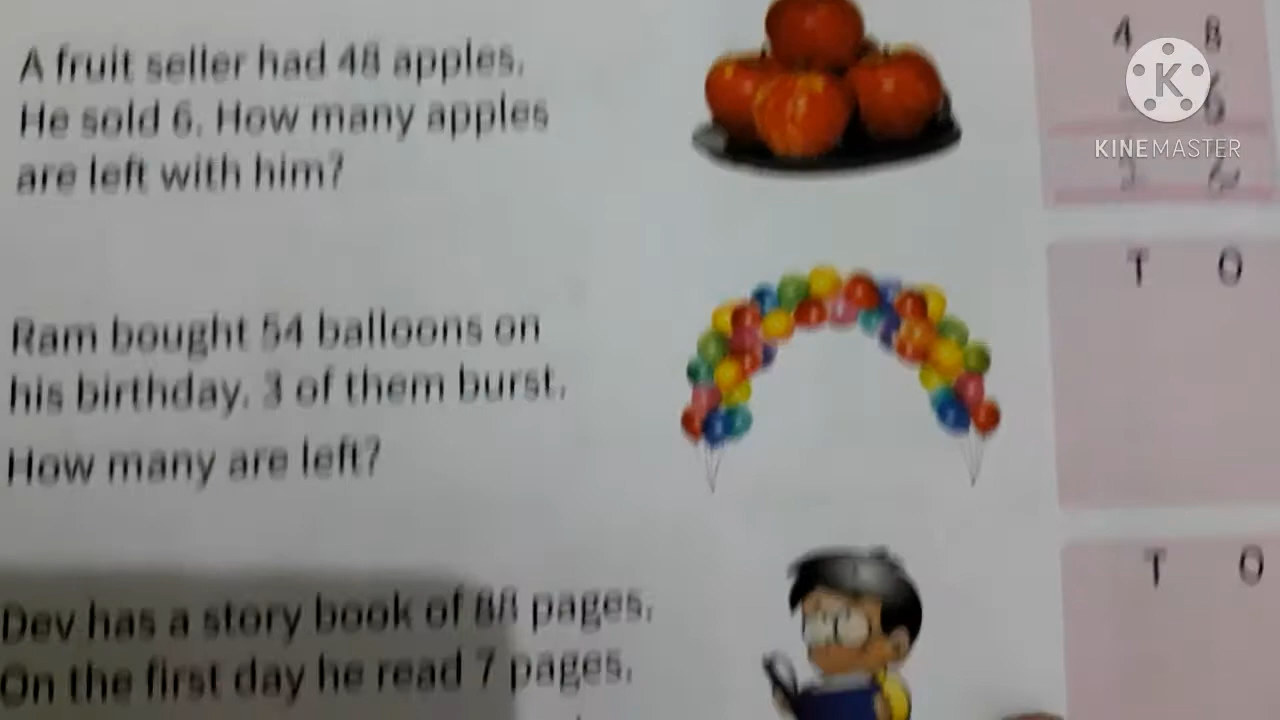 A fruit seller had 48 apples.
He sold 6. How many apples
are left with him?
4 8
6
KINEMASTER
Ram bought 54 balloons on
his birthday. 3 of them burst.
How many are left?
T O
Dev has a story book of 88 pages.
On the first day he read 7 pages.
T O